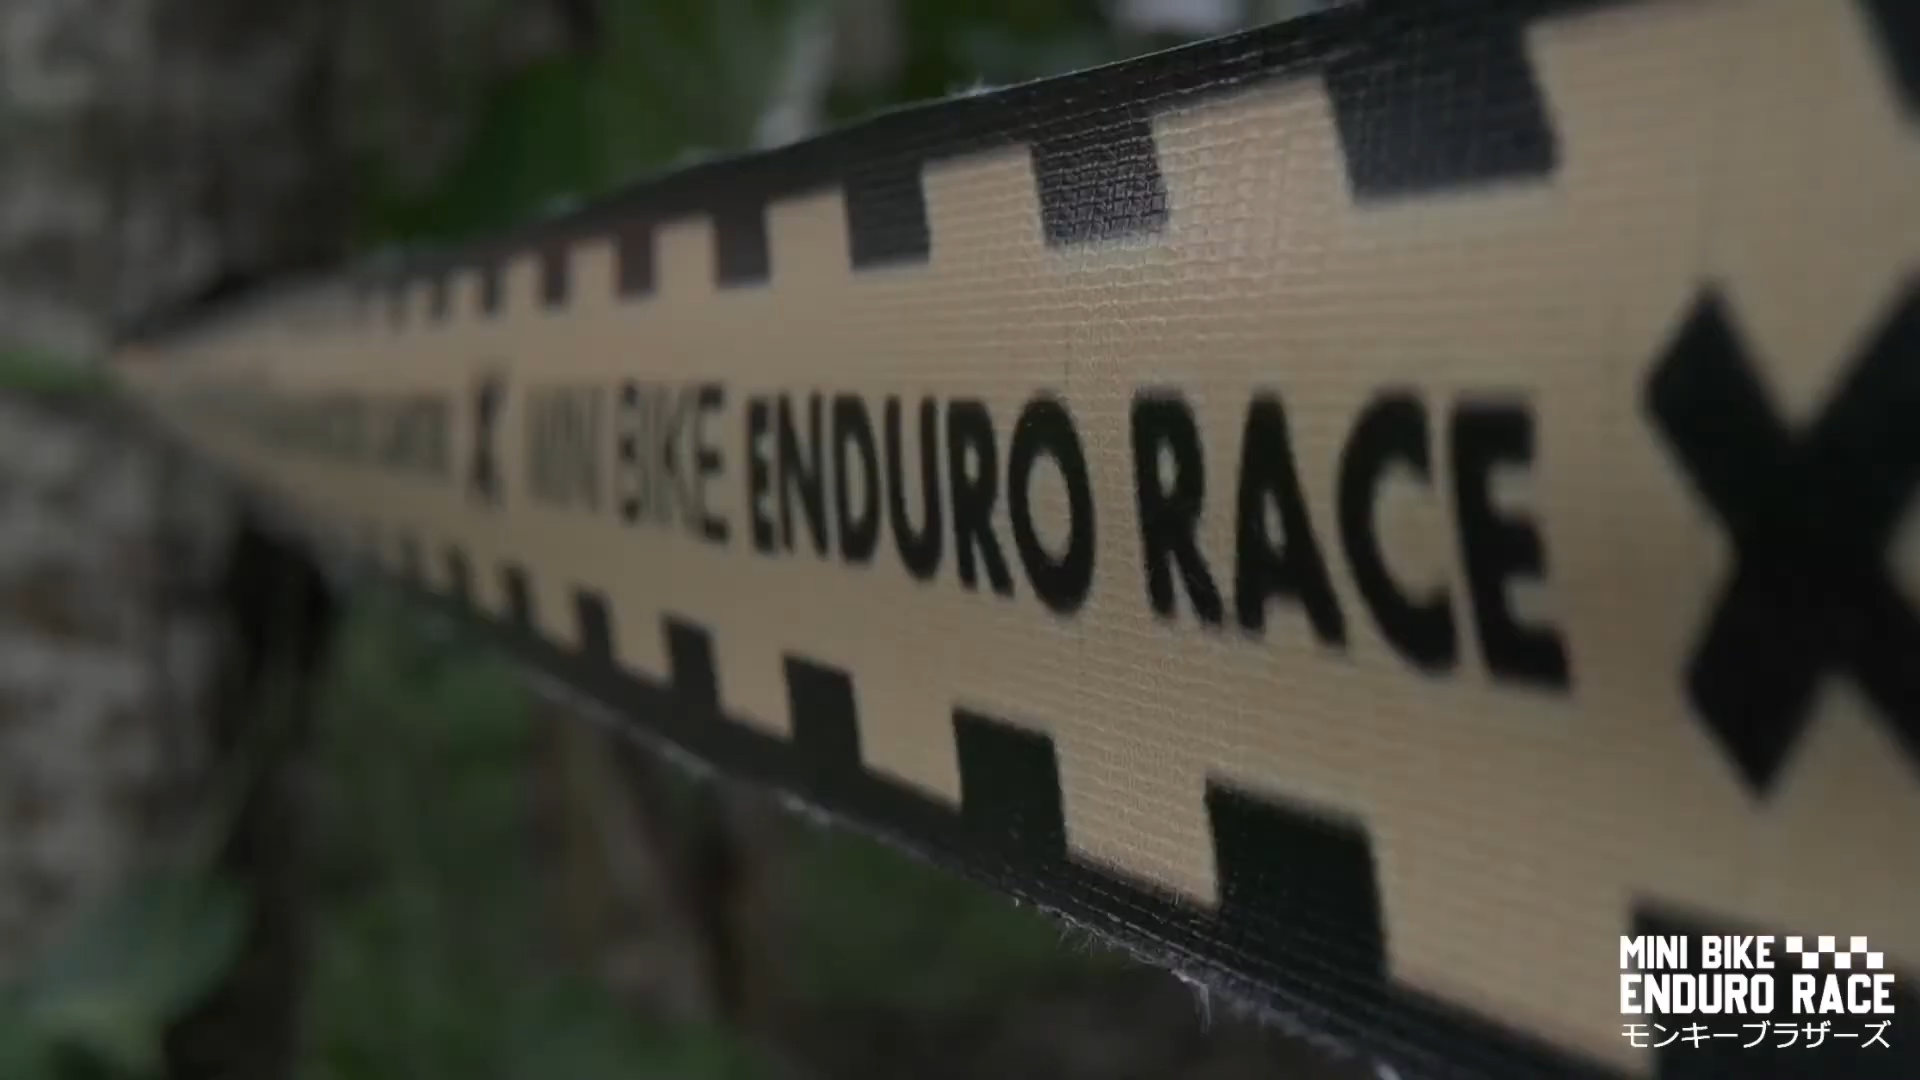 MINI BIKE ENDURO RACE X
MINI BIKE
ENDURO RACE
モンキーブラザーズ